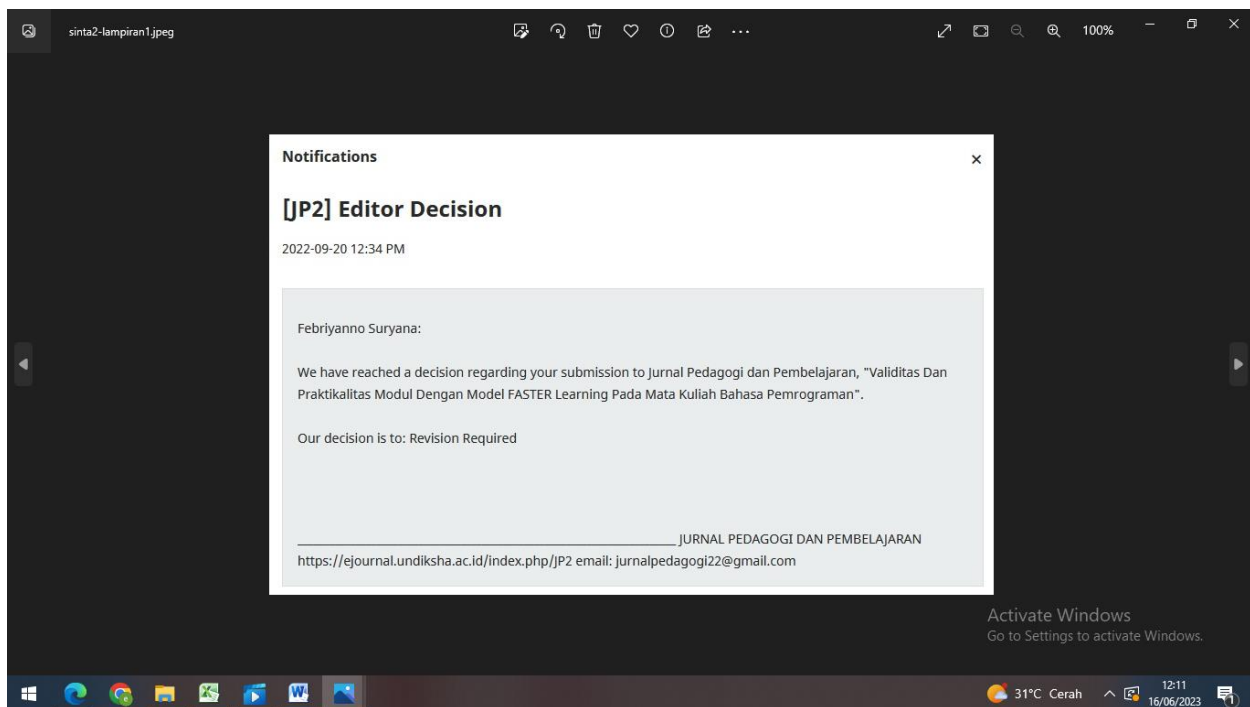 sinta2-lampiran1.jpeg
100%
Notifications
[JP2] Editor Decision
2022-09-20 12:34 PM
Febriyanno Suryana:
We have reached a decision regarding your submission to Jurnal Pedagogi dan Pembelajaran, "Validitas Dan
Praktikalitas Modul Dengan Model FASTER Learning Pada Mata Kuliah Bahasa Pemrograman".
Our decision is to: Revision Required
________________________________________________________________________ JURNAL PEDAGOGI DAN PEMBELAJARAN
https://ejournal.undiksha.ac.id/index.php/JP2 email: jurnalpedagogi22@gmail.com
Activate Windows
Go to Settings to activate Windows.
31°C Cerah
12:11
16/06/2023